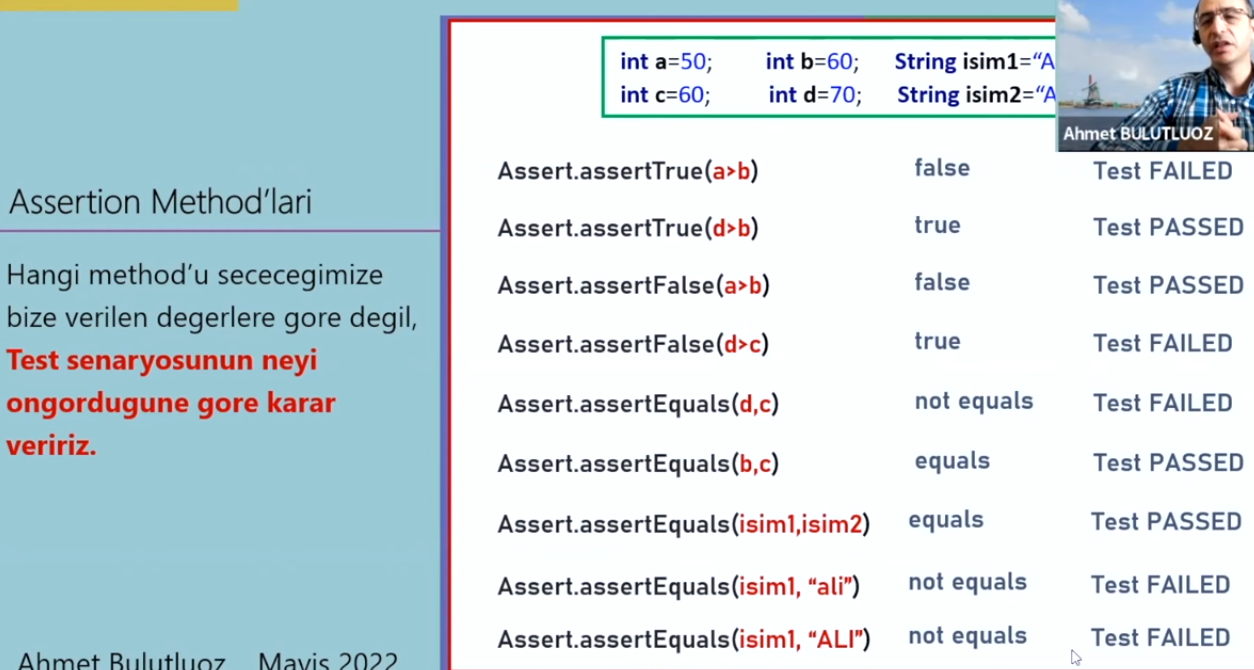 int a=50; int b=60; String isim1="A
int c=60; int d=70; String isim2="A
Ahmet BULUTLUOZ
Assertion Method'lari
Hangi method'u sececegimize
bize verilen degerlere gore degil,
Test senaryosunun neyi
ongordugune gore karar
veririz.
Assert.assertTrue(a>b) false Test FAILED
Assert.assertTrue(d>b) true Test PASSED
Assert.assertFalse(a>b) false Test PASSED
Assert.assertFalse(d>c) true Test FAILED
Assert.assertEquals(d,c) not equals Test FAILED
Assert.assertEquals(b,c) equals Test PASSED
Assert.assertEquals(isim1,isim2) equals Test PASSED
Assert.assertEquals(isim1, “ali”) not equals Test FAILED
Assert.assertEquals(isim1, “ALI”) not equals Test FAILED
Ahmet Bulutluoz Mayis 2022